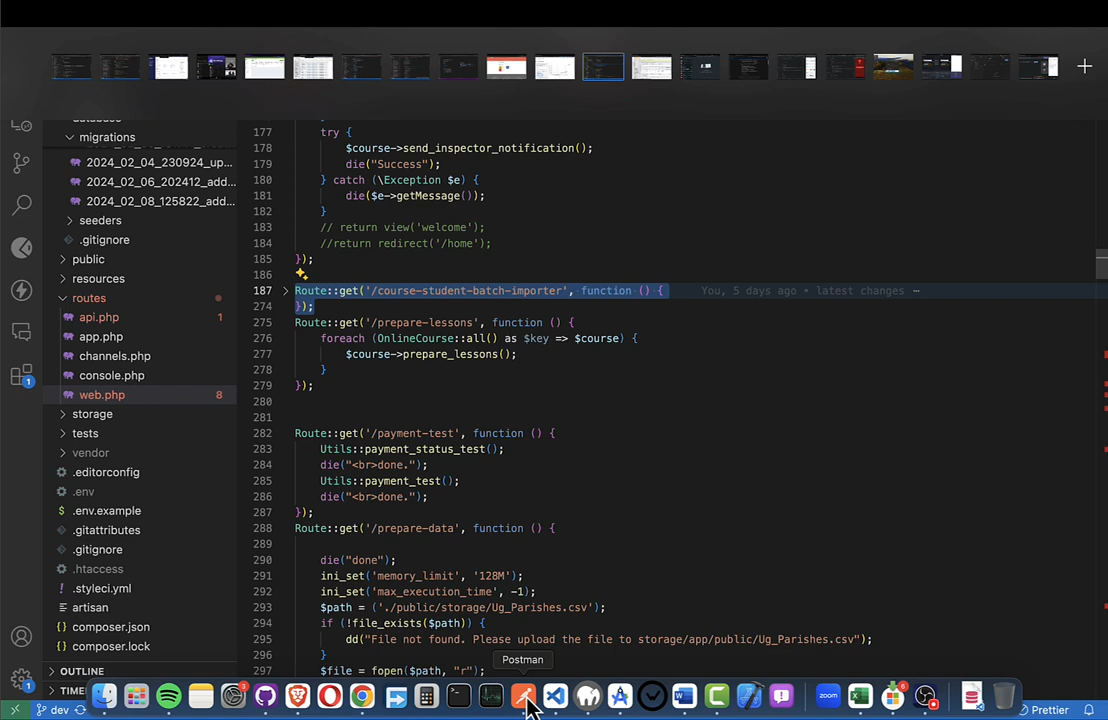 database
migrations
2024_02_04_230924_up...
2024_02_06_202412_add...
2024_02_08_125822_add...
seeders
.gitignore
public
resources
routes
api.php 1
app.php
channels.php
console.php
web.php 8
storage
tests
vendor
.editorconfig
.env
.env.example
.gitattributes
.gitignore
.htaccess
.styleci.yml
artisan
composer.json
composer.lock
OUTLINE
TIME
177 try {
178 $course->send_inspector_notification();
179 die("Success");
180 } catch (\Exception $e) {
181 die($e->getMessage());
182 }
183 // return view('welcome');
184 //return redirect('/home');
185 });
186
187 Route::get('/course-student-batch-importer', function () { You, 5 days ago • latest changes
274 });
275 Route::get('/prepare-lessons', function () {
276 foreach (OnlineCourse::all() as $key => $course) {
277 $course->prepare_lessons();
278 }
279 });
280
281
282 Route::get('/payment-test', function () {
283 Utils::payment_status_test();
284 die("<br>done.");
285 Utils::payment_test();
286 die("<br>done.");
287 });
288 Route::get('/prepare-data', function () {
289
290 die("done");
291 ini_set('memory_limit', '128M');
292 ini_set('max_execution_time', -1);
293 $path = ('./public/storage/Ug_Parishes.csv');
294 if (!file_exists($path)) {
295 dd("File not found. Please upload the file to storage/app/public/Ug_Parishes.csv");
296 }
297 $file = fopen($path, "r");
Postman
1
1
3
zoom
6
dev
Prettier